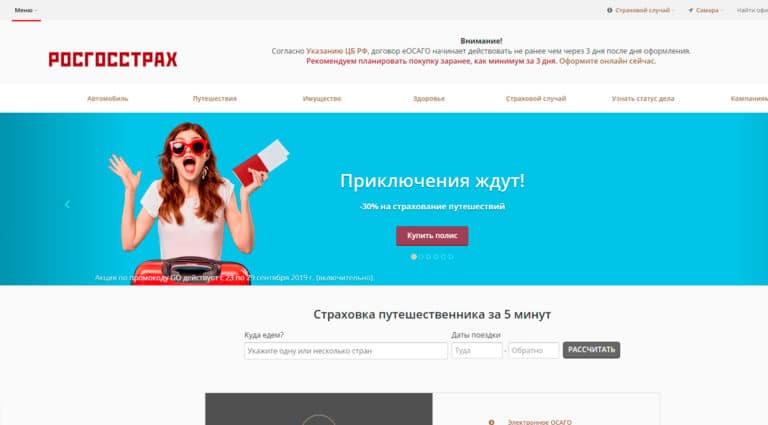 Меню
Страховой случай
Самара
Найти офи
РОСГОССТРАХ
Внимание!
Согласно Указанию ЦБ РФ, договор еОСАГО начинает действовать не ранее чем через 3 дня после дня оформления.
Рекомендуем планировать покупку заранее, как минимум за 3 дня. Оформите онлайн сейчас.
Автомобиль
Путешествия
Имущество
Здоровье
Страховой случай
Узнать статус дела
Компаниям
Приключения ждут!
-30% на страхование путешествий
Купить полис
Акция по промокоду GO действует с 23 по 29 сентября 2019 г. (включительно).
Страховка путешественника за 5 минут
Куда едем?
Даты поездки
Укажите одну или несколько стран
Туда - Обратно
РАССЧИТАТЬ
Электронное ОСАГО